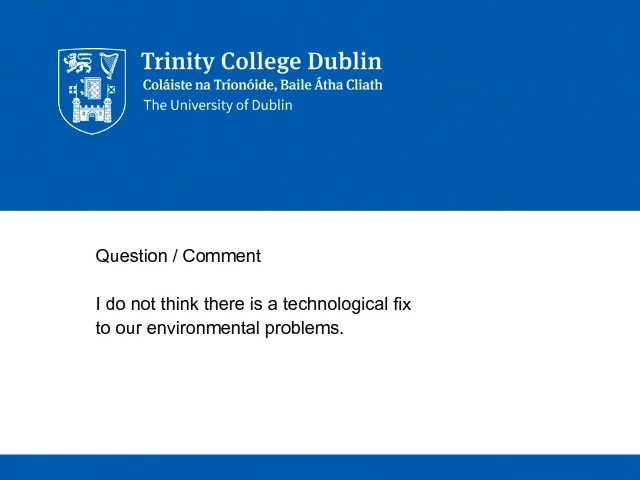 Trinity College Dublin
Coláiste na Tríonóide, Baile Átha Cliath
The University of Dublin
Question / Comment
I do not think there is a technological fix
to our environmental problems.